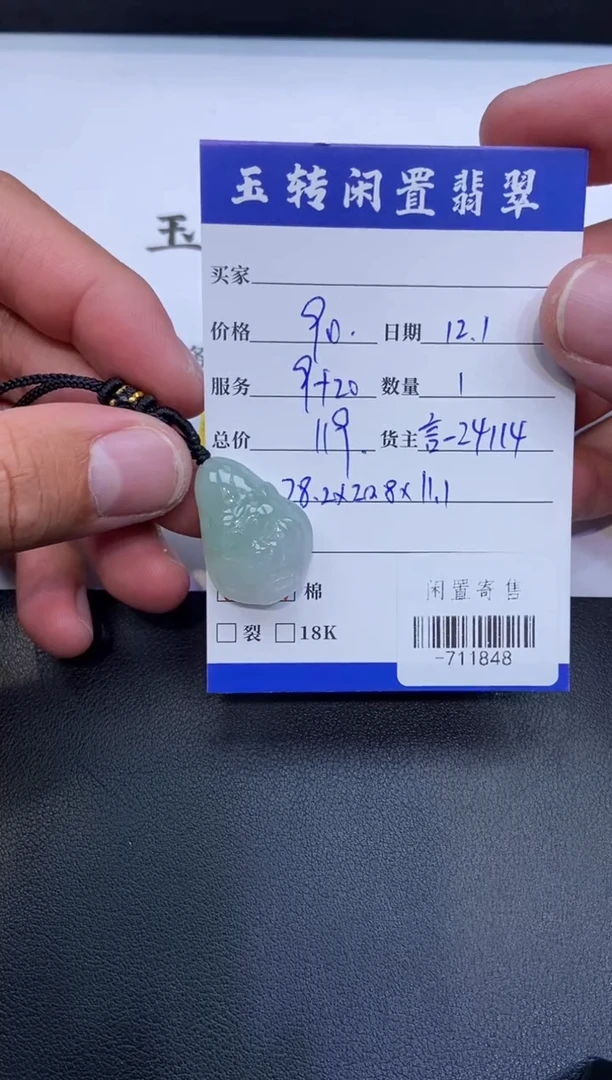 玉转闲置翡翠
玉
买家
价格 90. 日期 12.1
服务 9+20 数量 1
总价 119. 货主 言-24114
78.2x20.8x11.1
棉
裂 18K
闲置寄售
-711848